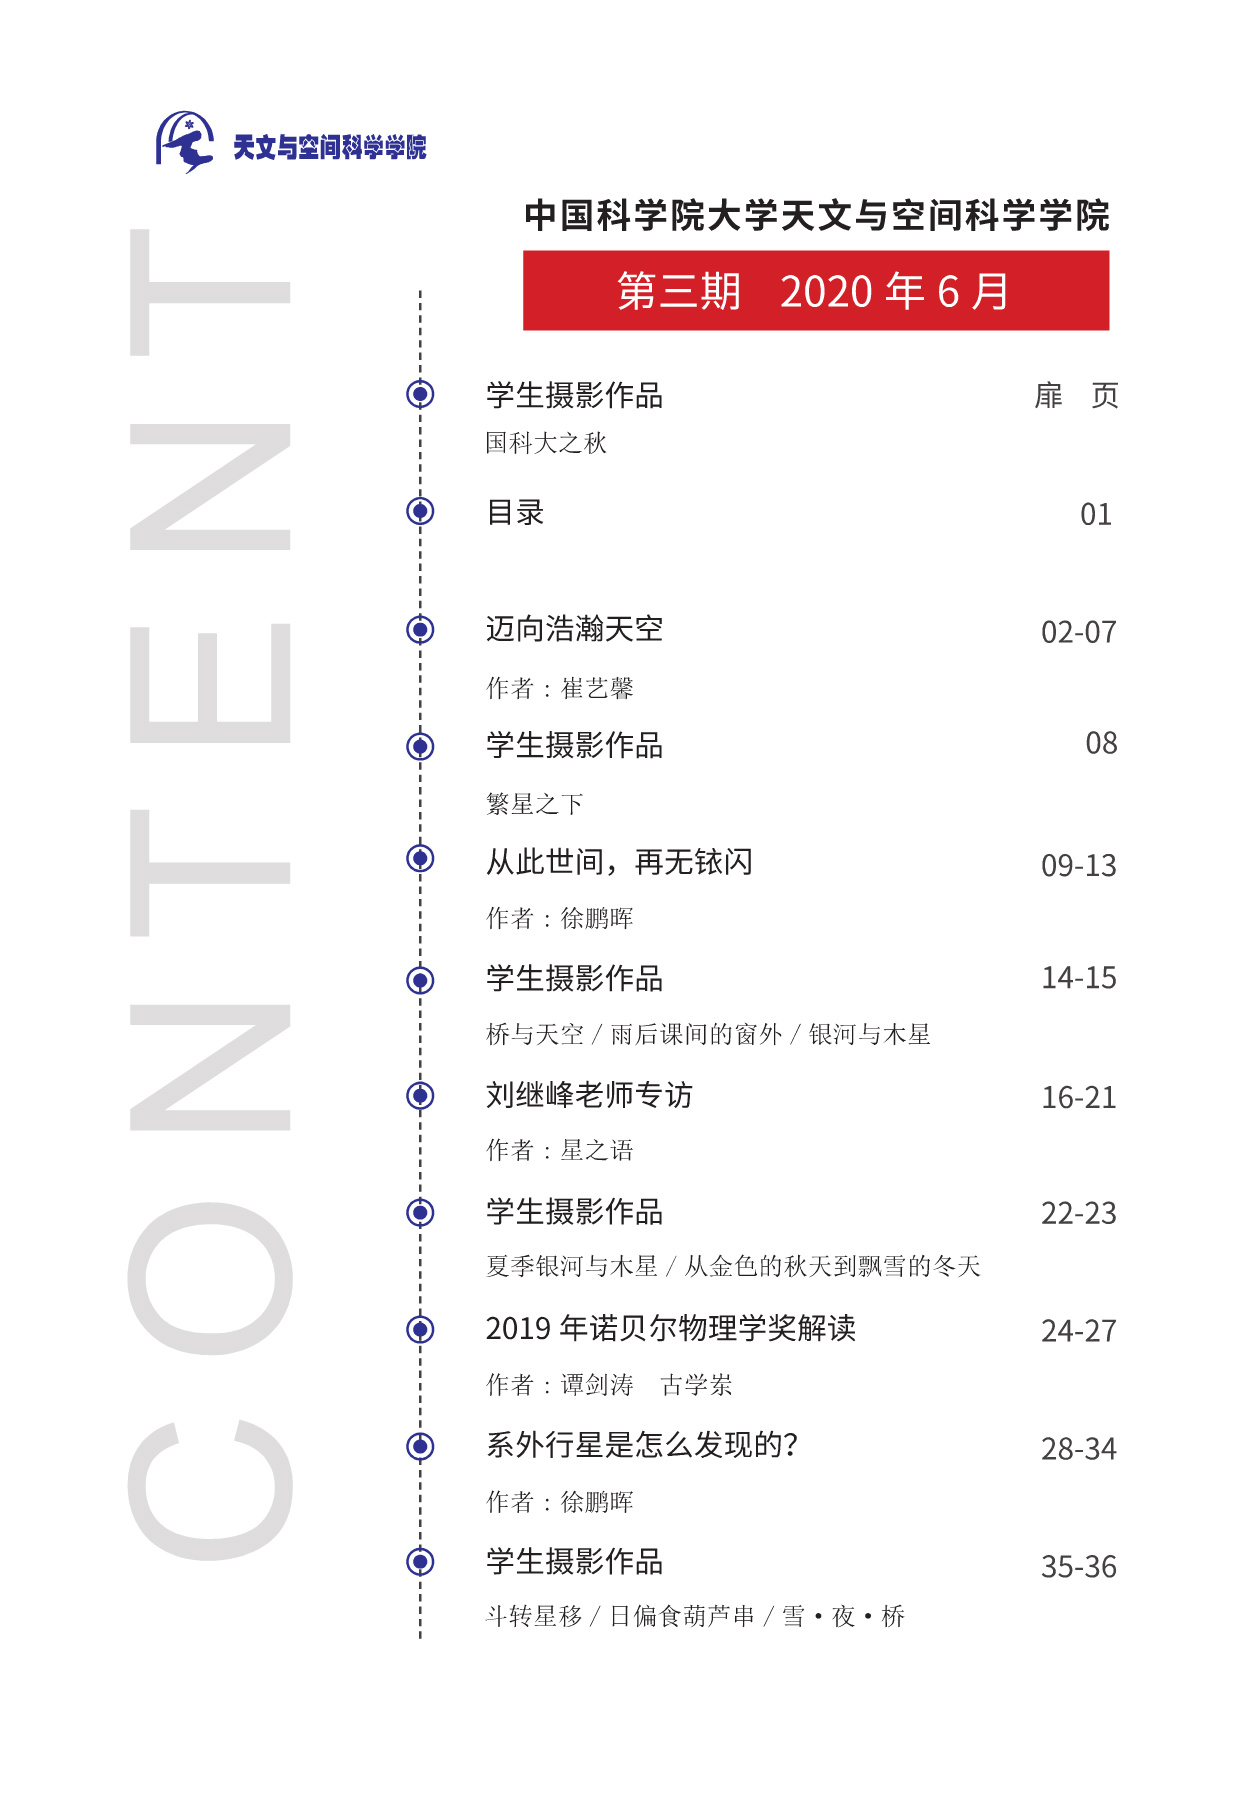 天文与空间科学学院
中国科学院大学天文与空间科学学院
第三期 2020 年 6 月
CONTENT
学生摄影作品 扉 页
国科大之秋
目录 01
迈向浩瀚天空 02-07
作者：崔艺馨
学生摄影作品 08
繁星之下
从此世间，再无铱闪 09-13
作者：徐鹏晖
学生摄影作品 14-15
桥与天空 / 雨后课间的窗外 / 银河与木星
刘继峰老师专访 16-21
作者：星之语
学生摄影作品 22-23
夏季银河与木星 / 从金色的秋天到飘雪的冬天
2019 年诺贝尔物理学奖解读 24-27
作者：谭剑涛 古学岽
系外行星是怎么发现的？ 28-34
作者：徐鹏晖
学生摄影作品 35-36
斗转星移 / 日偏食葫芦串 / 雪·夜·桥